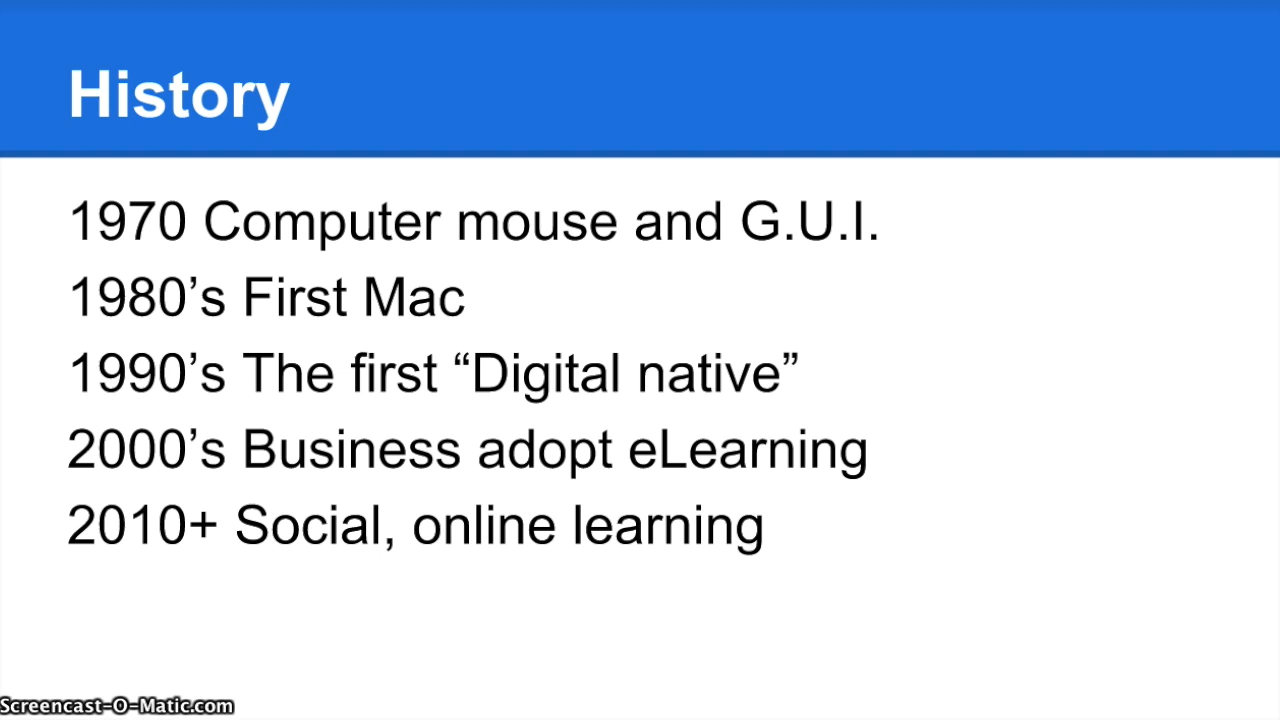 History
1970 Computer mouse and G.U.I.
1980’s First Mac
1990’s The first “Digital native”
2000’s Business adopt eLearning
2010+ Social, online learning
Screencast-O-Matic.com